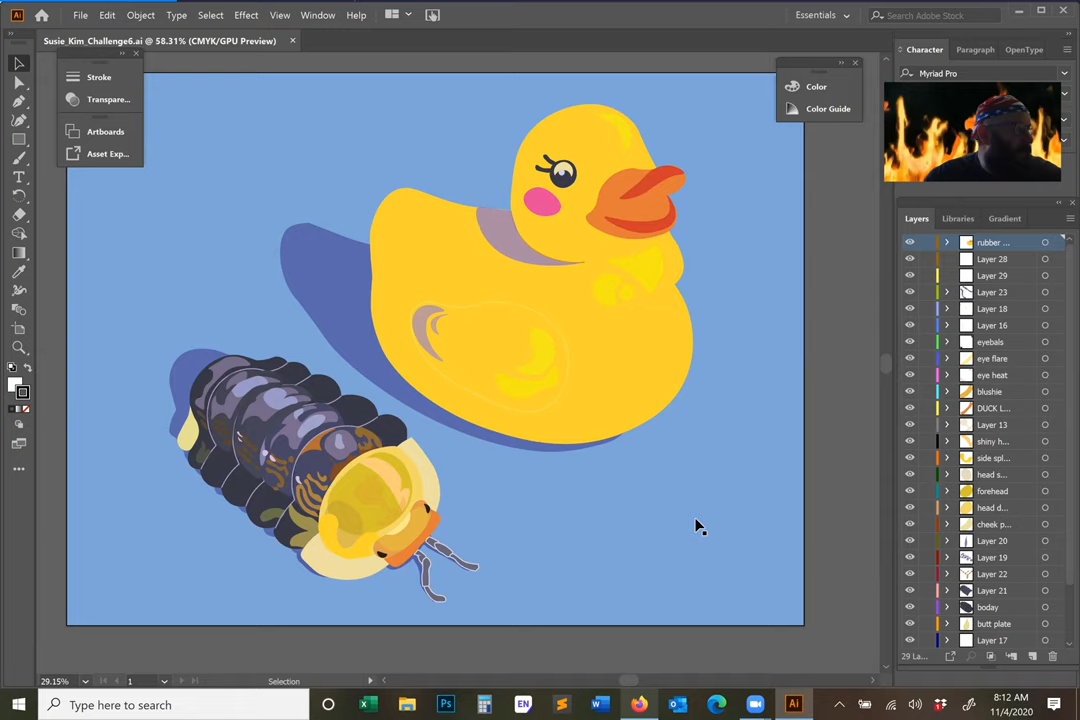 Ai
File Edit Object Type Select Effect View Window Help
Essentials
Search Adobe Stock
Susie_Kim_Challenge6.ai @ 58.31% (CMYK/GPU Preview)
Stroke
Transpare...
Artboards
Asset Exp...
Color
Color Guide
Character Paragraph OpenType
Myriad Pro
Layers Libraries Gradient
rubber ...
Layer 28
Layer 29
Layer 23
Layer 18
Layer 16
eyebals
eye flare
eye heat
blushie
DUCK L...
Layer 13
shiny h...
side spl...
head s...
forehead
head d...
cheek p...
Layer 20
Layer 19
Layer 22
Layer 21
boday
butt plate
Layer 17
29 La...
29.15% 1 Selection
Type here to search
Ps
EN
W
Ai
8:12 AM
11/4/2020